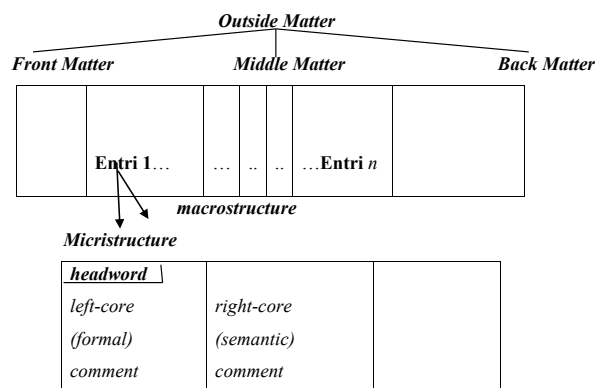 Outside Matter
Front Matter Middle Matter Back Matter
Entri 1… … .. .. …Entri n
macrostructure
Micristructure
headword
left-core right-core
(formal) (semantic)
comment comment